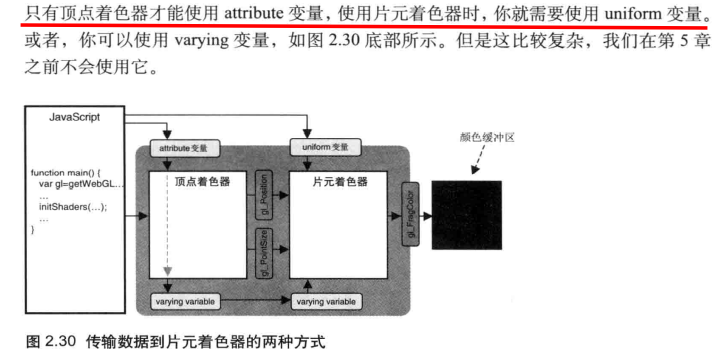 只有顶点着色器才能使用 attribute 变量，使用片元着色器时，你就需要使用 uniform 变量。
或者，你可以使用 varying 变量，如图 2.30 底部所示。但是这比较复杂，我们在第 5 章
之前不会使用它。
JavaScript
function main() {
var gl=getWebGL...
...
initShaders(...);
...
}
attribute 变量
uniform 变量
顶点着色器
gl_Position
gl_PointSize
片元着色器
gl_FragColor
颜色缓冲区
varying variable
varying variable
图 2.30 传输数据到片元着色器的两种方式